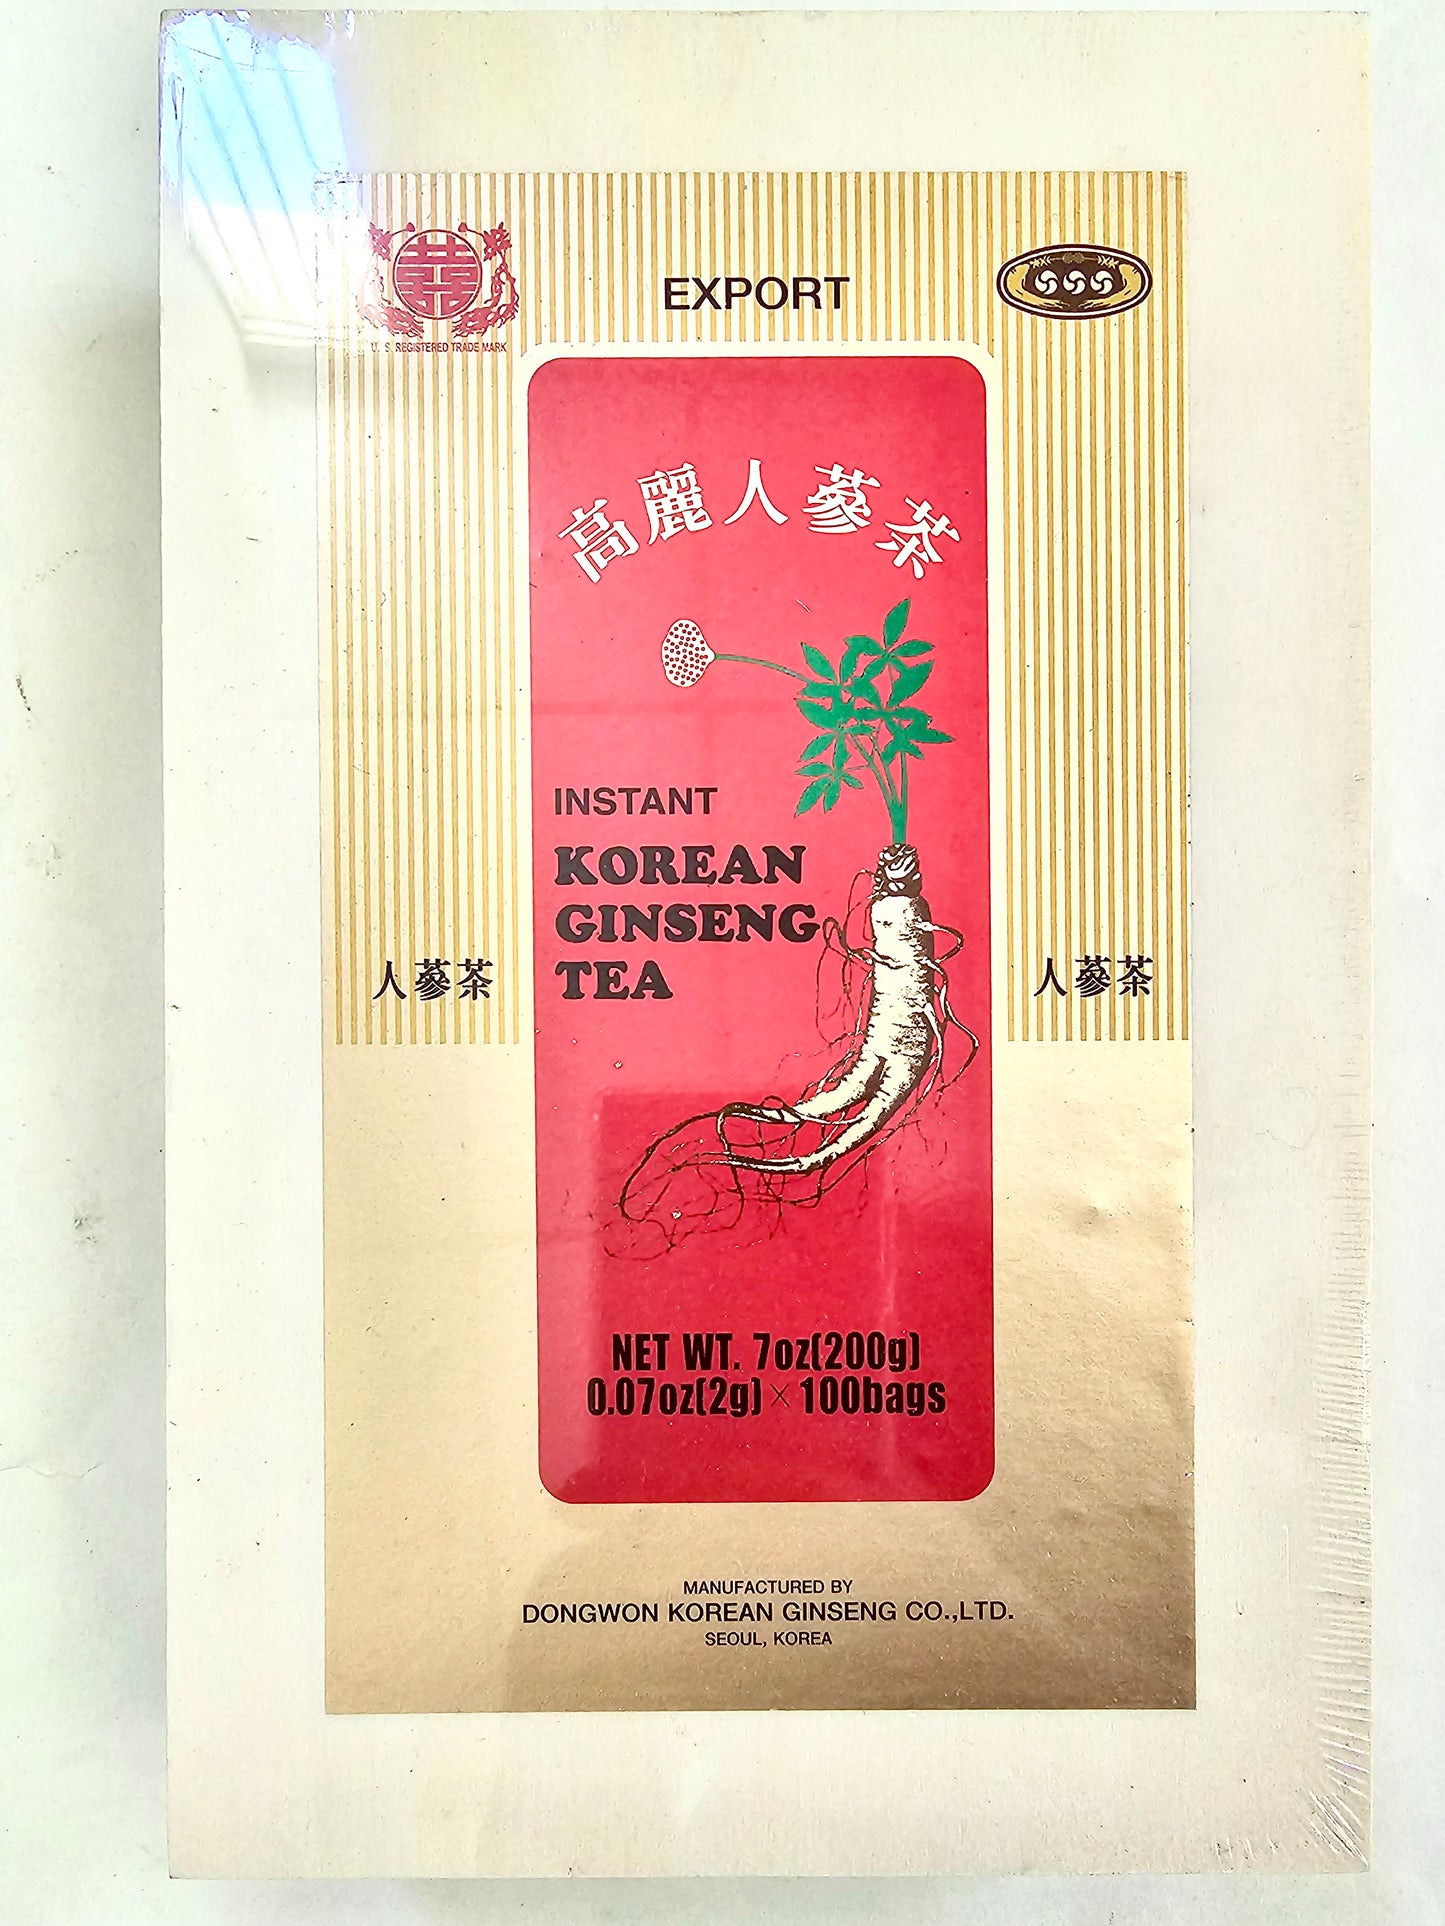 囍
U. S. REGISTERED TRADE MARK
EXPORT
高麗人蔘茶
INSTANT
KOREAN
GINSENG
TEA
人蔘茶
人蔘茶
NET WT. 7oz(200g)
0.07oz(2g)×100bags
MANUFACTURED BY
DONGWON KOREAN GINSENG CO.,LTD.
SEOUL, KOREA